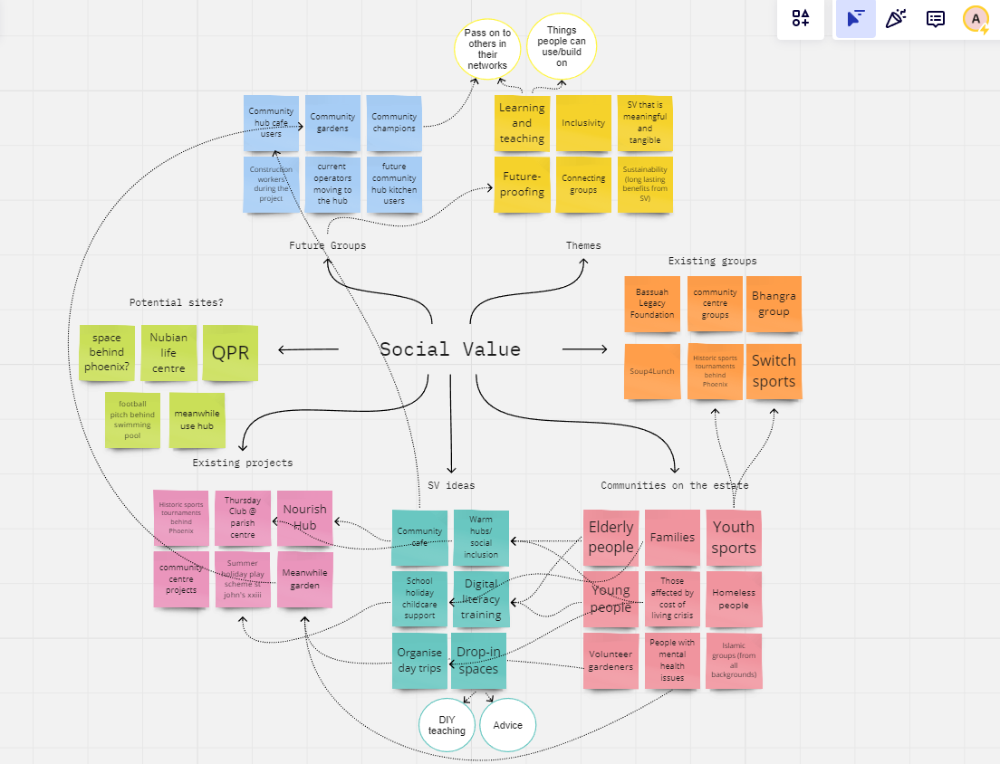 A
Pass on to
others in
their
networks
Things
people can
use/build
on
Community
hub cafe
users
Community
gardens
Community
champions
Construction
workers
during the
project
current
operators
moving to
the hub
future
community
hub kitchen
users
Future Groups
Learning
and
teaching
Inclusivity
SV that is
meaningful
and
tangible
Future-
proofing
Connecting
groups
Sustainability
(long lasting
benefits from
SV)
Themes
Potential sites?
space
behind
phoenix?
Nubian
life
centre
QPR
football
pitch behind
swimming
pool
meanwhile
use hub
Social Value
Existing groups
Bassuah
Legacy
Foundation
community
centre
groups
Bhangra
group
Soup4Lunch
Historic sports
tournaments
behind
Phoenix
Switch
sports
Existing projects
Historic sports
tournaments
behind
Phoenix
Thursday
Club @
parish
centre
Nourish
Hub
community
centre
projects
Summer
holiday play
scheme st
john's xxiii
Meanwhile
garden
SV ideas
Community
cafe
Warm
hubs/
social
inclusion
School
holiday
childcare
support
Digital
literacy
training
Organise
day trips
Drop-in
spaces
DIY
teaching
Advice
Communities on the estate
Elderly
people
Families
Youth
sports
Young
people
Those
affected by
cost of
living crisis
Homeless
people
Volunteer
gardeners
People with
mental
health
issues
Islamic
groups (from
all
backgrounds)